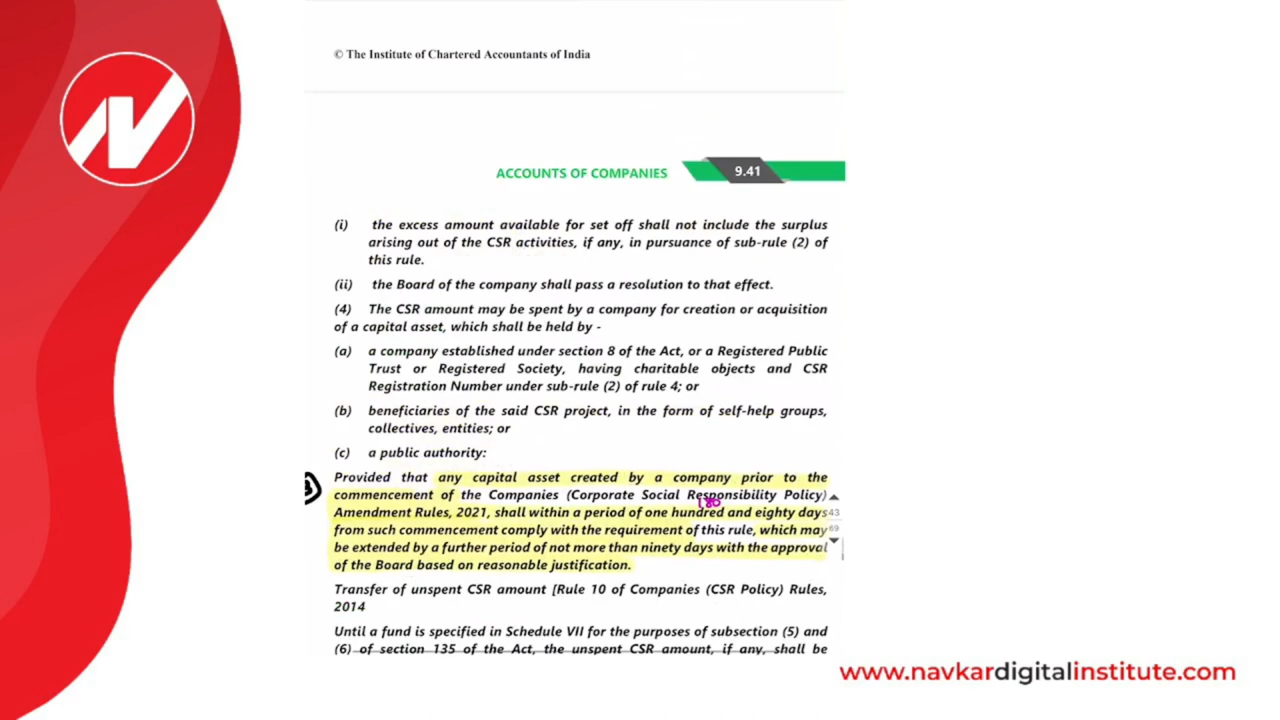 © The Institute of Chartered Accountants of India
ACCOUNTS OF COMPANIES
9.41
(i) the excess amount available for set off shall not include the surplus
arising out of the CSR activities, if any, in pursuance of sub-rule (2) of
this rule.
(ii) the Board of the company shall pass a resolution to that effect.
(4) The CSR amount may be spent by a company for creation or acquisition
of a capital asset, which shall be held by -
(a) a company established under section 8 of the Act, or a Registered Public
Trust or Registered Society, having charitable objects and CSR
Registration Number under sub-rule (2) of rule 4; or
(b) beneficiaries of the said CSR project, in the form of self-help groups,
collectives, entities; or
(c) a public authority:
Provided that any capital asset created by a company prior to the
commencement of the Companies (Corporate Social Responsibility Policy)
180
Amendment Rules, 2021, shall within a period of one hundred and eighty days
43
from such commencement comply with the requirement of this rule, which may
69
be extended by a further period of not more than ninety days with the approval
of the Board based on reasonable justification.
Transfer of unspent CSR amount [Rule 10 of Companies (CSR Policy) Rules,
2014
Until a fund is specified in Schedule VII for the purposes of subsection (5) and
(6) of section 135 of the Act, the unspent CSR amount, if any, shall be
www.navkardigitalinstitute.com